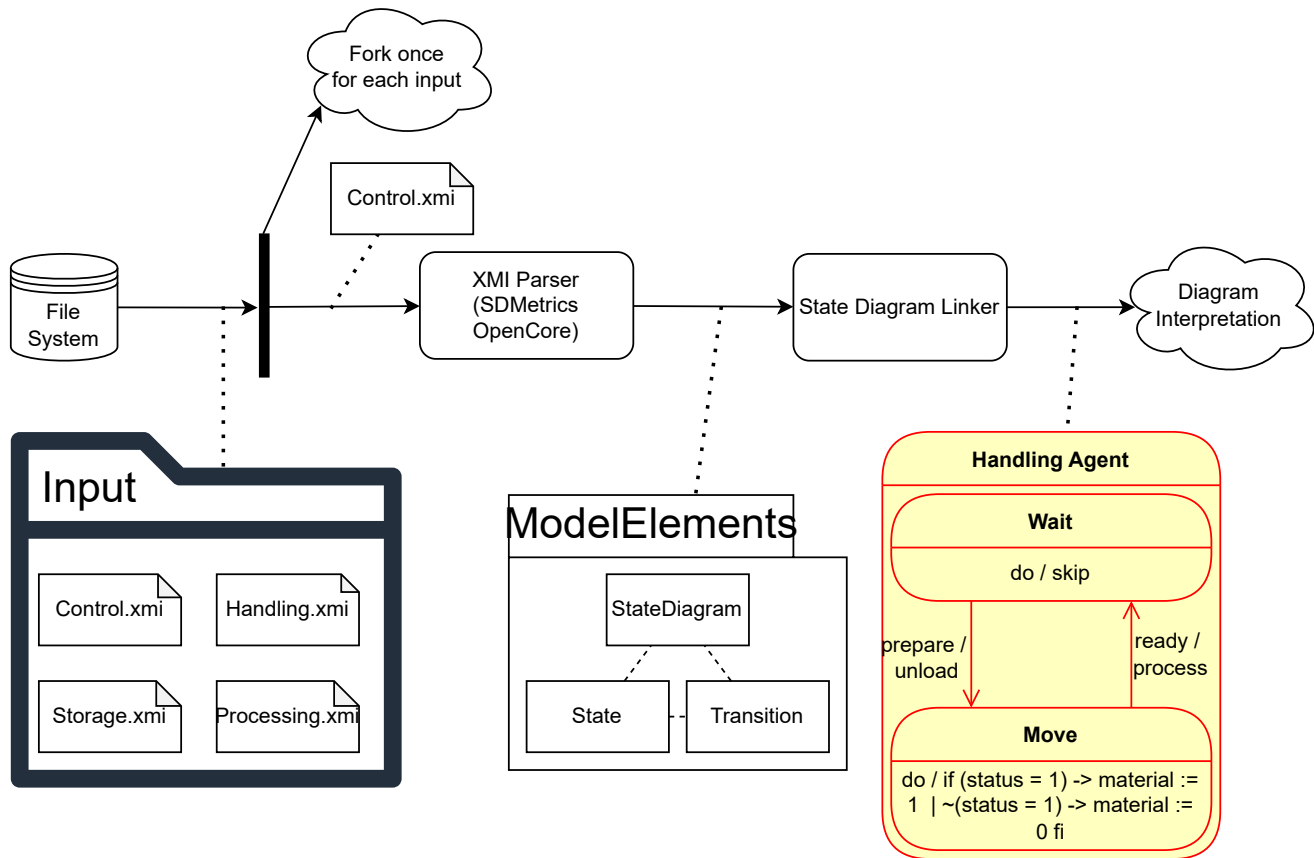 Fork once
for each input
Control.xmi
File
System
XMI Parser
(SDMetrics
OpenCore)
State Diagram Linker
Diagram
Interpretation
Input
Control.xmi
Handling.xmi
Storage.xmi
Processing.xmi
ModelElements
StateDiagram
State
Transition
Handling Agent
Wait
do / skip
prepare /
unload
ready /
process
Move
do / if (status = 1) -> material :=
1 | ~(status = 1) -> material :=
0 fi